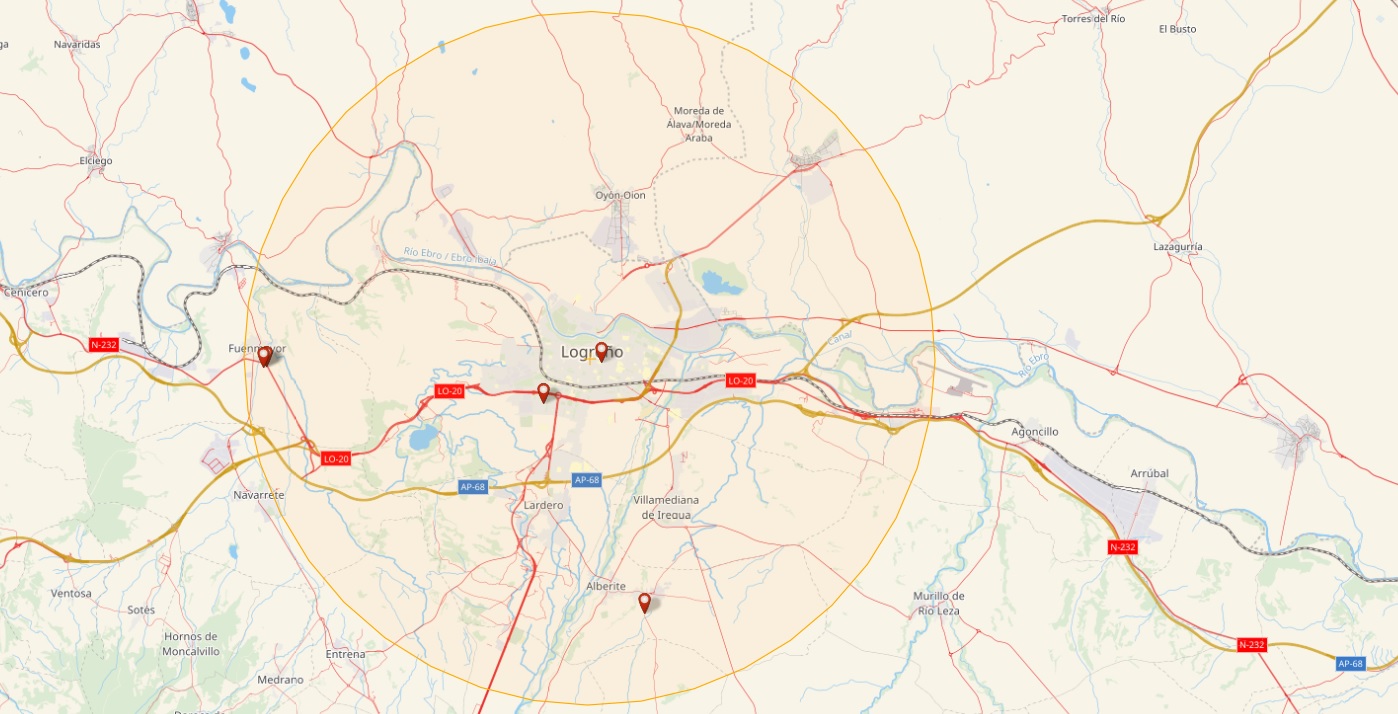 Torres del Río
El Busto
Navaridas
Moreda de
Álava/Moreda
Araba
Elciego
Oyón-Oion
Lazagurría
Río Ebro / Ebro ibaia
Cenicero
N-232
Fuenmayor
Logroño
Canal
Río Ebro
LO-20
LO-20
LO-20
Agoncillo
Arrúbal
AP-68
AP-68
Navarrete
Lardero
Villamediana
de Iregua
N-232
Ventosa
Sotes
Alberite
Murillo de
Río Leza
Hornos de
Moncalvillo
Entrena
N-232
AP-68
Medrano